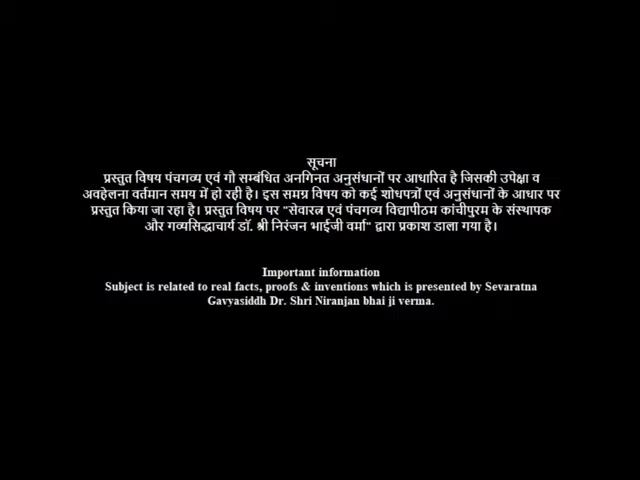 सूचना
प्रस्तुत विषय पंचगव्य एवं गौ सम्बंधित अनगिनत अनुसंधानों पर आधारित है जिसकी उपेक्षा व
अवहेलना वर्तमान समय में हो रही है। इस समग्र विषय को कई शोधपत्रों एवं अनुसंधानों के आधार पर
प्रस्तुत किया जा रहा है। प्रस्तुत विषय पर "सेवारत्न एवं पंचगव्य विद्यापीठम कांचीपुरम के संस्थापक
और गव्यसिद्धाचार्य डॉ. श्री निरंजन भाईजी वर्मा" द्वारा प्रकाश डाला गया है।
Important information
Subject is related to real facts, proofs & inventions which is presented by Sevaratna
Gavyasiddh Dr. Shri Niranjan bhai ji verma.